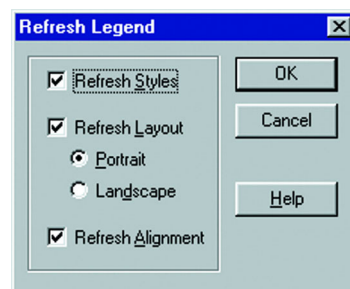 Refresh Legend
Refresh Styles
Refresh Layout
Portrait
Landscape
Refresh Alignment
OK
Cancel
Help